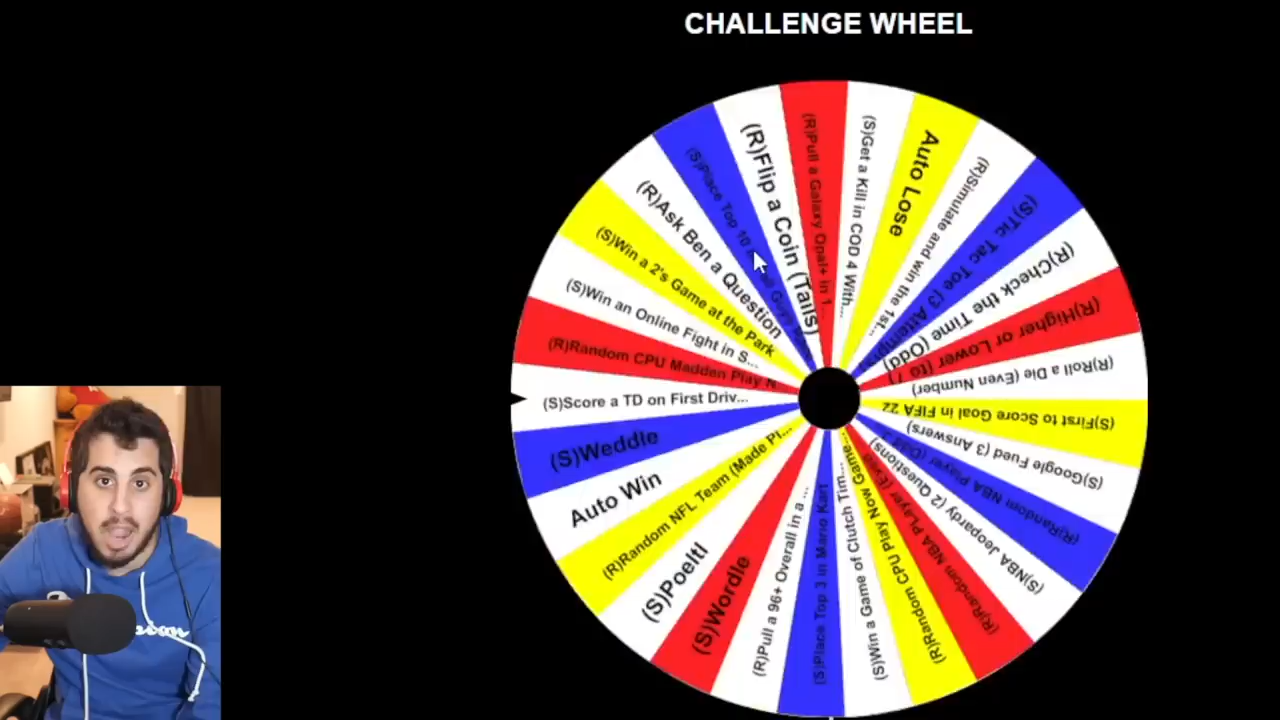 CHALLENGE WHEEL
(R)Pull a Galaxy Opal+ in 1...
(S)Get a Kill in COD 4 With...
Auto Lose
(R)Simulate and win the 1st...
(S)Tic Tac Toe (3 Attempts)
(R)Check the Time (Odd)
(R)Higher or Lower (to
(R)Roll a Die (Even Number)
(S)First to Score Goal in FIFA 22
(S)Google Fued (3 Answers)
(R)Random NBA Player (Odd
(S)NBA Jeopardy (2 Questions)
(R)Random NBA PLayer (Even
(R)Random CPU Play Now Game...
(S)Win a Game of Clutch Tim...
(S)Place Top 3 in Mario Kart
(R)Pull a 96+ Overall in a ...
(S)Wordle
(S)Poeltl
(R)Random NFL Team (Made Pl...
Auto Win
(S)Weddle
(S)Score a TD on First Driv...
(R)Random CPU Madden Play N
(S)Win an Online Fight in S...
(S)Win a 2's Game at the Park
(R)Ask Ben a Question
(S)Place Top 10
(R)Flip a Coin (Tails)